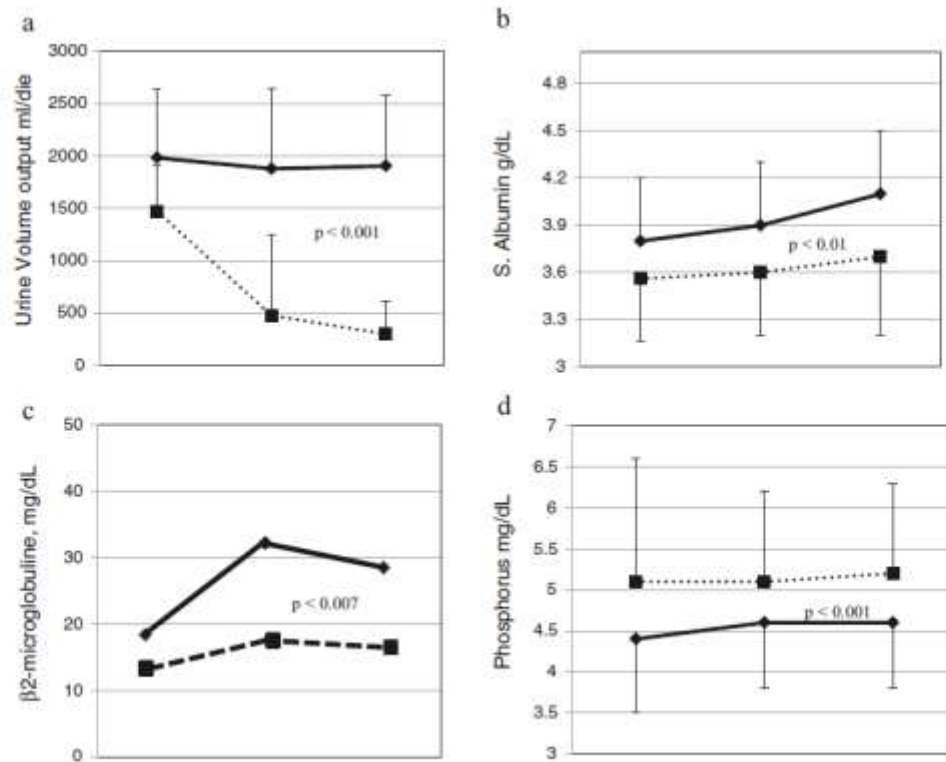 a
Urine Volume output ml/die
3000
2500
2000
1500
1000
500
0
p < 0.001
b
S. Albumin g/dL
4.8
4.5
4.2
3.9
3.6
3.3
3
p < 0.01
c
β2-microglobuline, mg/dL
50
40
30
20
10
0
p < 0.007
d
Phosphorus mg/dL
7
6.5
6
5.5
5
4.5
4
3.5
3
p < 0.001